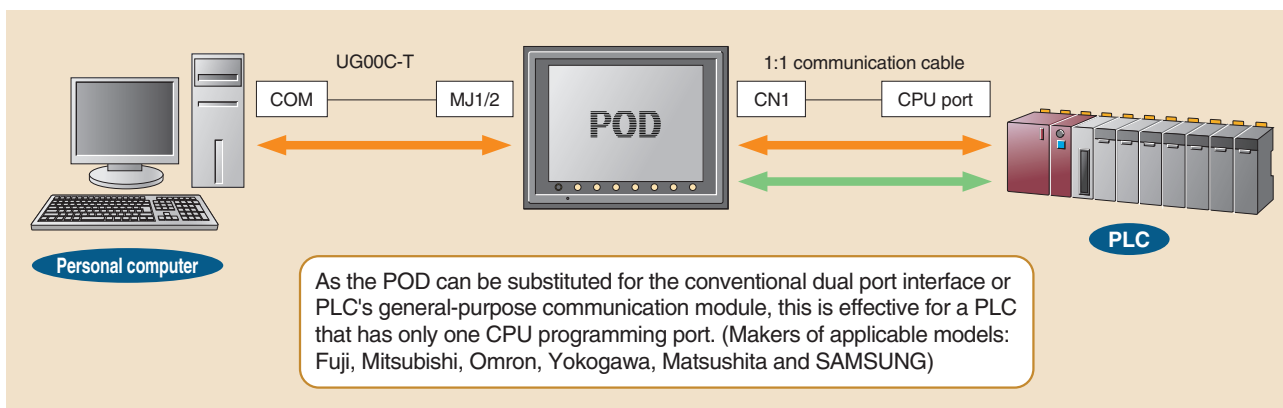 UG00C-T
1:1 communication cable
COM
MJ1/2
CN1
CPU port
POD
PLC
Personal computer
As the POD can be substituted for the conventional dual port interface or
PLC's general-purpose communication module, this is effective for a PLC
that has only one CPU programming port. (Makers of applicable models:
Fuji, Mitsubishi, Omron, Yokogawa, Matsushita and SAMSUNG)